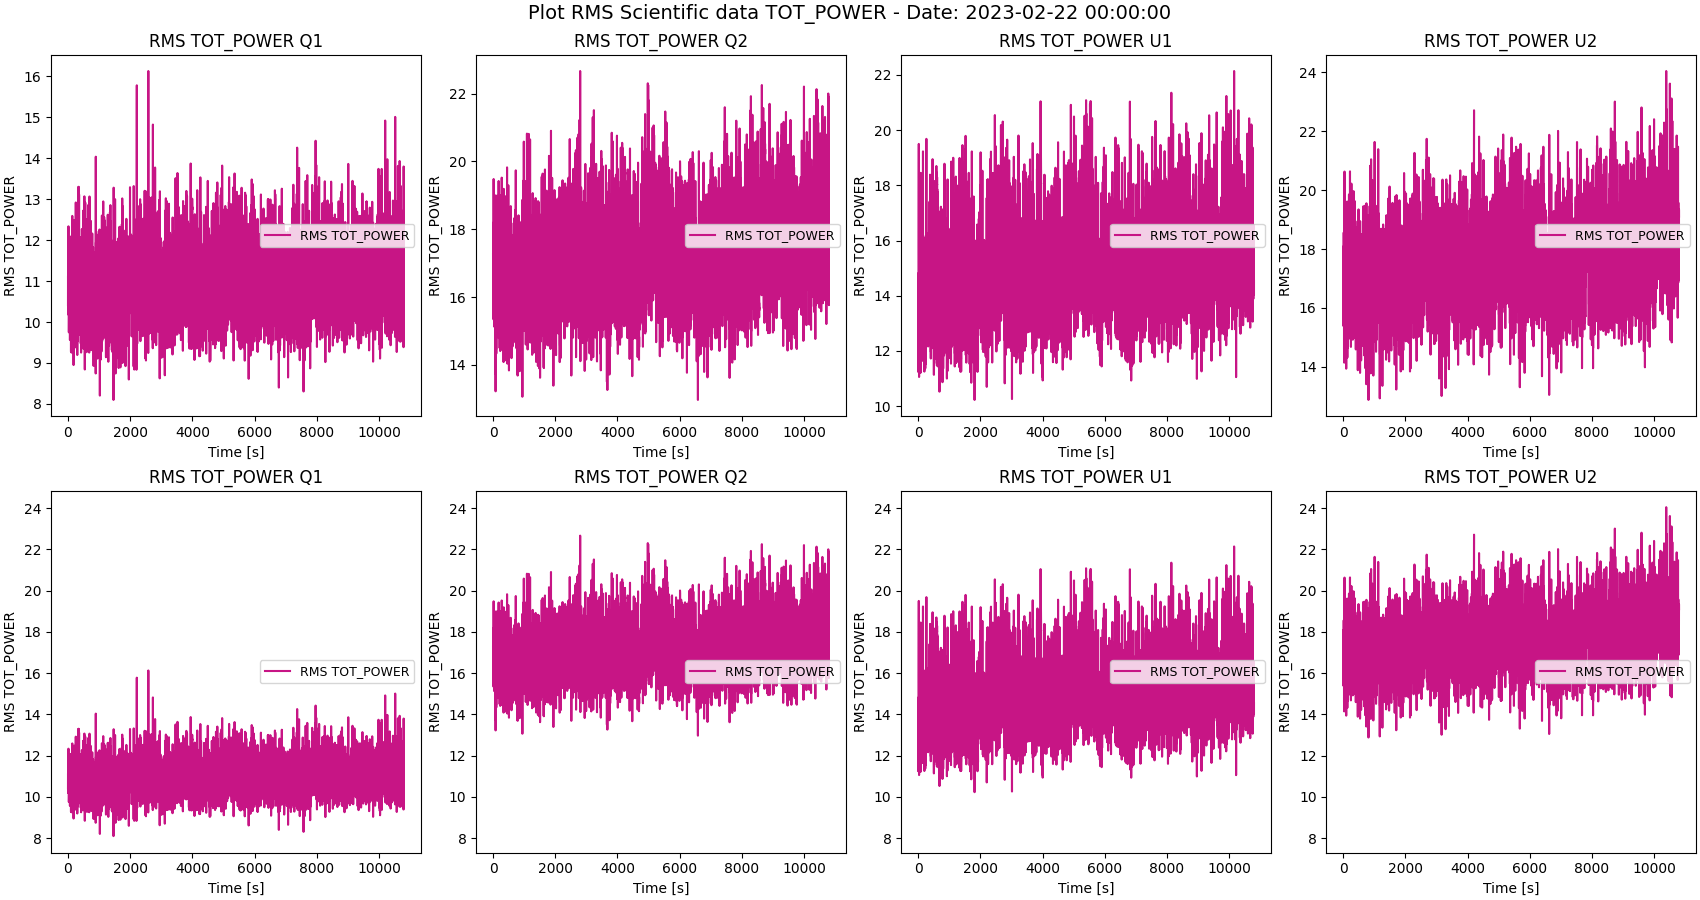 Plot RMS Scientific data TOT_POWER - Date: 2023-02-22 00:00:00
RMS TOT_POWER Q1
RMS TOT_POWER
16
15
14
13
12
11
10
9
8
RMS TOT_POWER
0 2000 4000 6000 8000 10000
Time [s]
RMS TOT_POWER Q2
RMS TOT_POWER
22
20
18
16
14
RMS TOT_POWER
0 2000 4000 6000 8000 10000
Time [s]
RMS TOT_POWER U1
RMS TOT_POWER
22
20
18
16
14
12
10
RMS TOT_POWER
0 2000 4000 6000 8000 10000
Time [s]
RMS TOT_POWER U2
RMS TOT_POWER
24
22
20
18
16
14
RMS TOT_POWER
0 2000 4000 6000 8000 10000
Time [s]
RMS TOT_POWER Q1
RMS TOT_POWER
24
22
20
18
16
14
12
10
8
RMS TOT_POWER
0 2000 4000 6000 8000 10000
Time [s]
RMS TOT_POWER Q2
RMS TOT_POWER
24
22
20
18
16
14
12
10
8
RMS TOT_POWER
0 2000 4000 6000 8000 10000
Time [s]
RMS TOT_POWER U1
RMS TOT_POWER
24
22
20
18
16
14
12
10
8
RMS TOT_POWER
0 2000 4000 6000 8000 10000
Time [s]
RMS TOT_POWER U2
RMS TOT_POWER
24
22
20
18
16
14
12
10
8
RMS TOT_POWER
0 2000 4000 6000 8000 10000
Time [s]